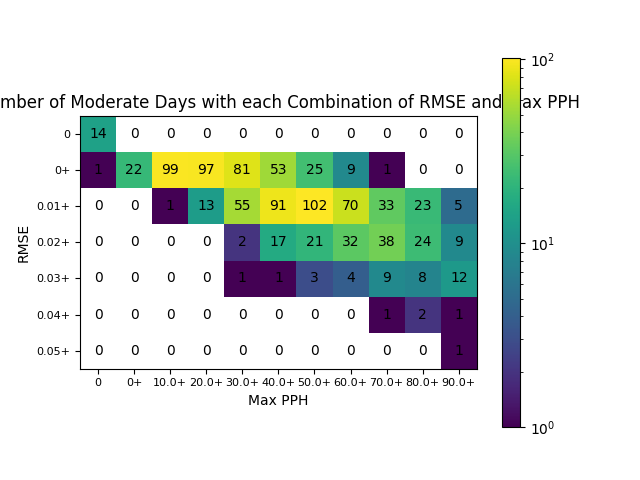 mber of Moderate Days with each Combination of RMSE and ax PPH
10²
0 14 0 0 0 0 0 0 0 0 0 0
0+ 1 22 99 97 81 53 25 9 1 0 0
0.01+ 0 0 1 13 55 91 102 70 33 23 5
10¹
0.02+ 0 0 0 0 2 17 21 32 38 24 9
RMSE
0.03+ 0 0 0 0 1 1 3 4 9 8 12
0.04+ 0 0 0 0 0 0 0 0 1 2 1
0.05+ 0 0 0 0 0 0 0 0 0 0 1
0 0+ 10.0+ 20.0+ 30.0+ 40.0+ 50.0+ 60.0+ 70.0+ 80.0+ 90.0+
Max PPH
10⁰